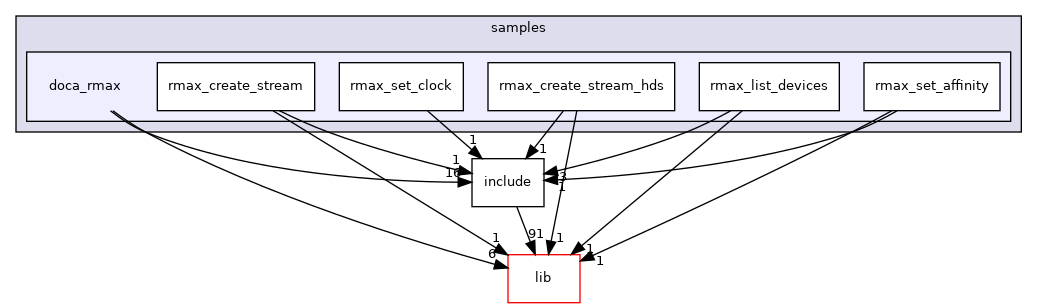 samples
doca_rmax
rmax_create_stream
rmax_set_clock
rmax_create_stream_hds
rmax_list_devices
rmax_set_affinity
1
1
1
16
3
1
include
91
1
1
6
1
1
lib